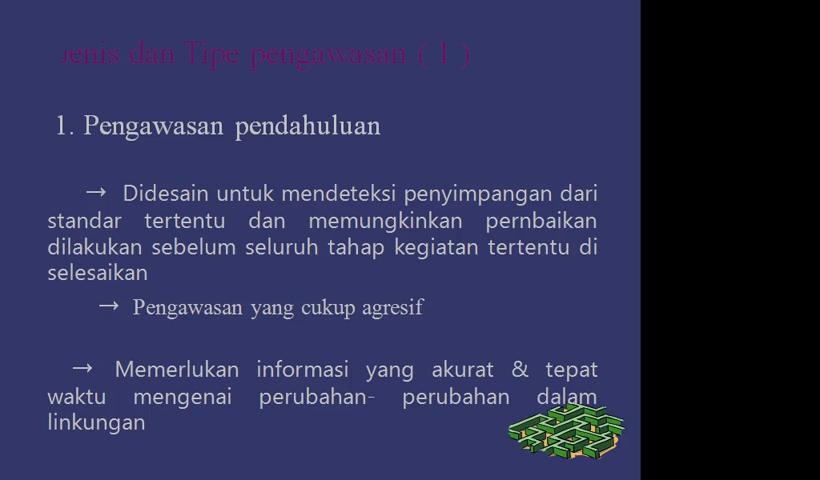 Jenis dan Tipe pengawasan ( 1 )
1. Pengawasan pendahuluan
→ Didesain untuk mendeteksi penyimpangan dari
standar tertentu dan memungkinkan pernbaikan
dilakukan sebelum seluruh tahap kegiatan tertentu di
selesaikan
→ Pengawasan yang cukup agresif
→ Memerlukan informasi yang akurat & tepat
waktu mengenai perubahan- perubahan dalam
linkungan